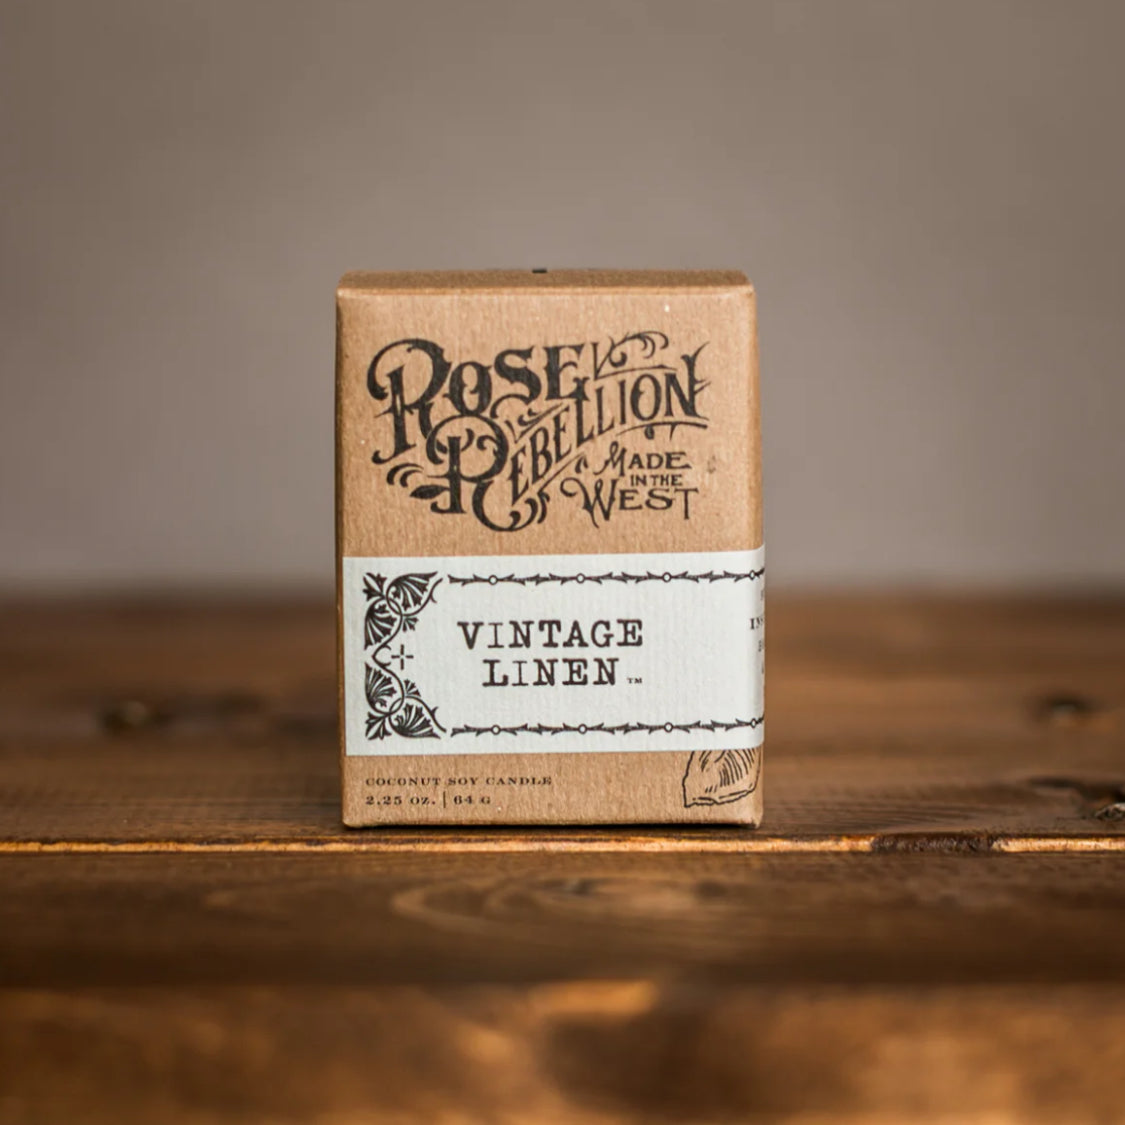 ROSE
REBELLION
MADE
IN THE
WEST
VINTAGE
LINEN™
COCONUT SOY CANDLE
2.25 OZ. | 64 G